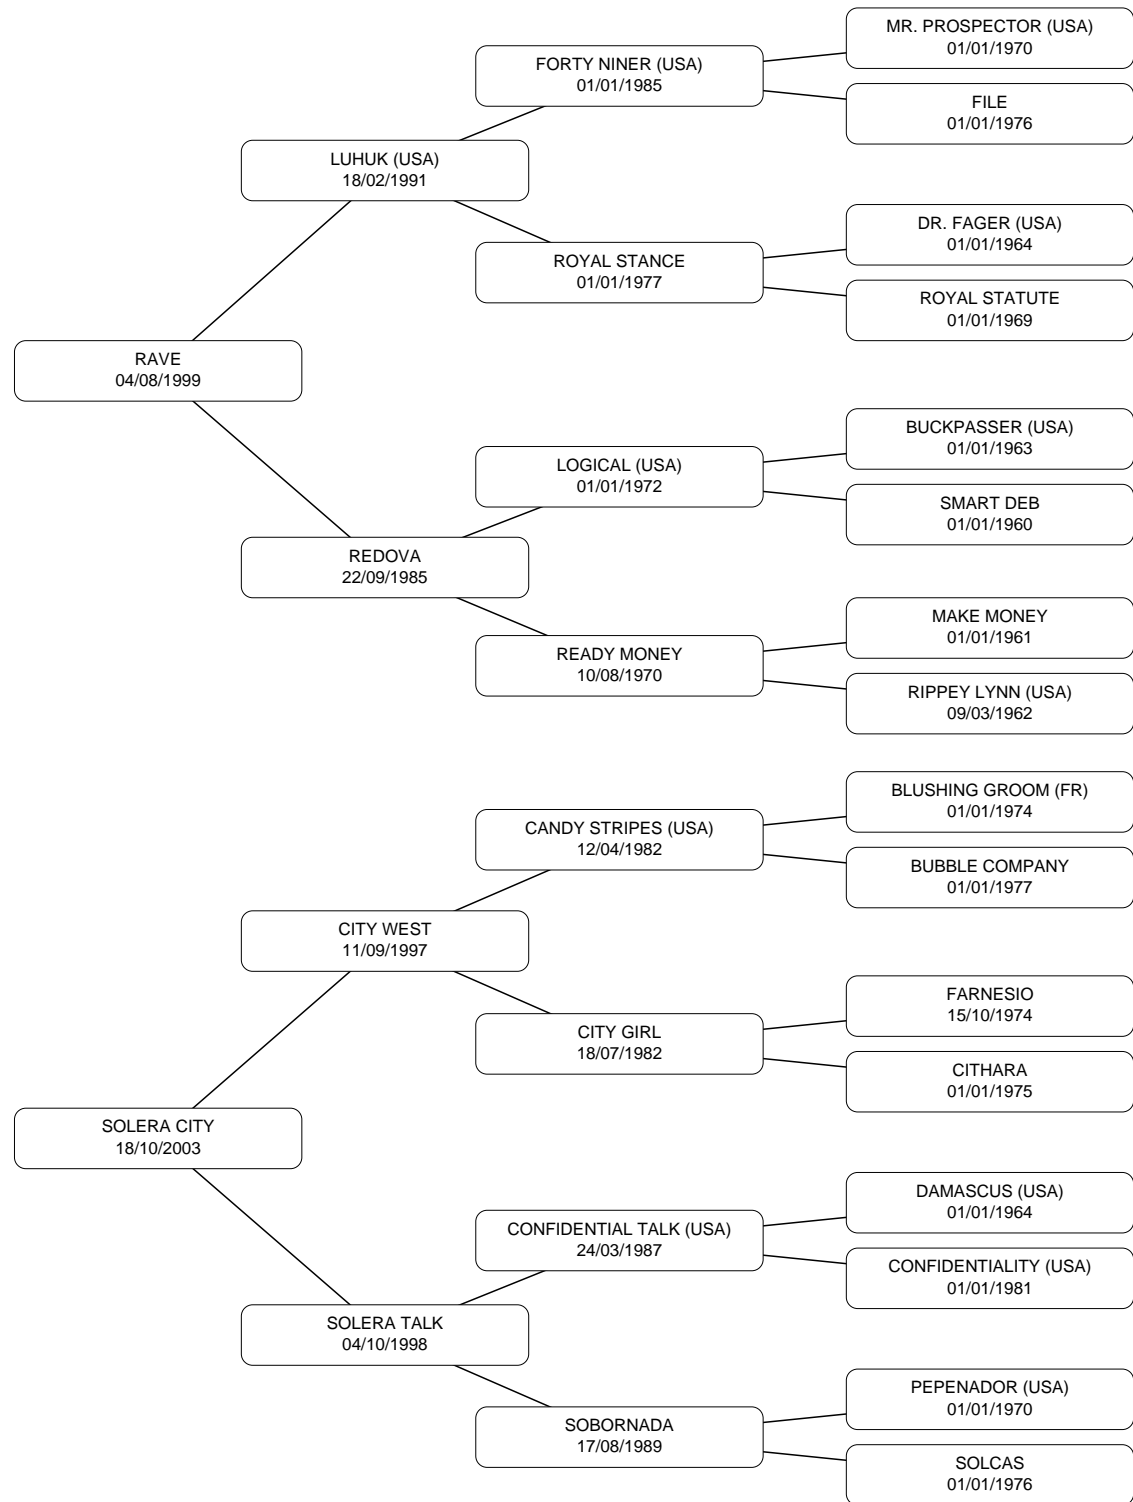 MR. PROSPECTOR (USA)
01/01/1970
FORTY NINER (USA)
01/01/1985
FILE
01/01/1976
LUHUK (USA)
18/02/1991
DR. FAGER (USA)
01/01/1964
ROYAL STANCE
01/01/1977
ROYAL STATUTE
01/01/1969
RAVE
04/08/1999
BUCKPASSER (USA)
01/01/1963
LOGICAL (USA)
01/01/1972
SMART DEB
01/01/1960
REDOVA
22/09/1985
MAKE MONEY
01/01/1961
READY MONEY
10/08/1970
RIPPEY LYNN (USA)
09/03/1962
BLUSHING GROOM (FR)
01/01/1974
CANDY STRIPES (USA)
12/04/1982
BUBBLE COMPANY
01/01/1977
CITY WEST
11/09/1997
FARNESIO
15/10/1974
CITY GIRL
18/07/1982
CITHARA
01/01/1975
SOLERA CITY
18/10/2003
DAMASCUS (USA)
01/01/1964
CONFIDENTIAL TALK (USA)
24/03/1987
CONFIDENTIALITY (USA)
01/01/1981
SOLERA TALK
04/10/1998
PEPENADOR (USA)
01/01/1970
SOBORNADA
17/08/1989
SOLCAS
01/01/1976